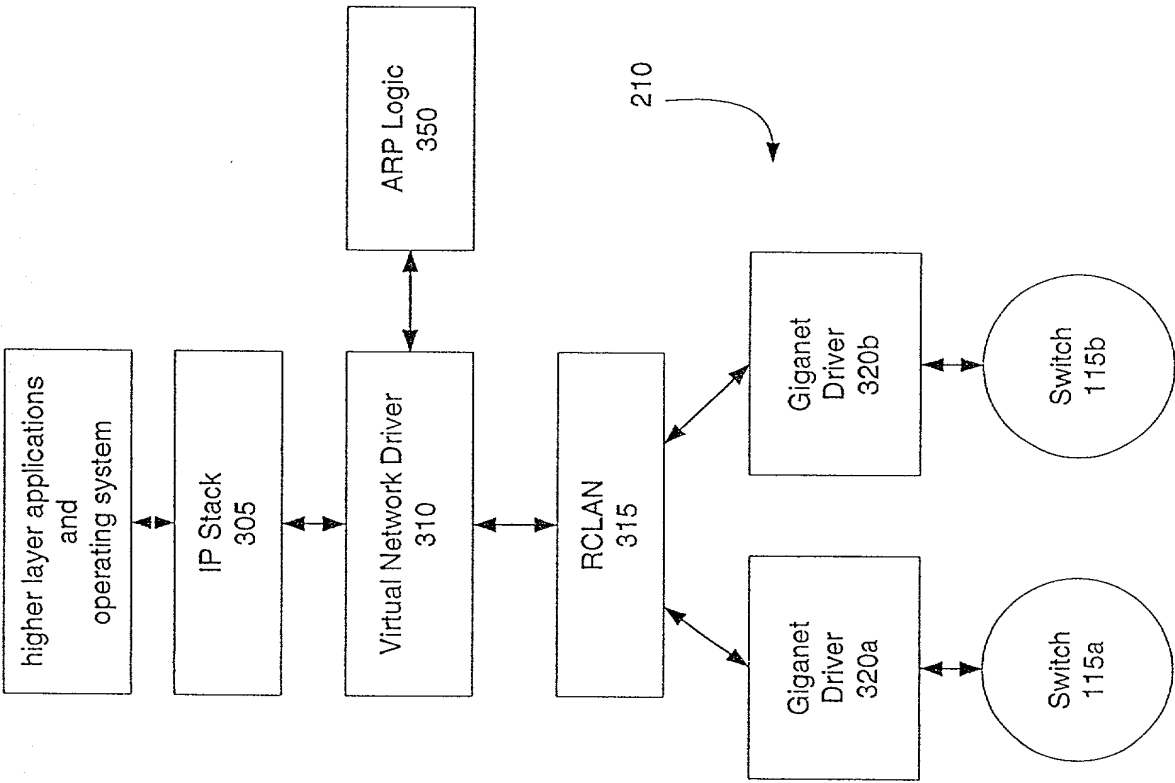 higher layer applications
and
operating system
IP Stack
305
Virtual Network Driver
310
ARP Logic
350
RCLAN
315
210
Giganet
Driver
320a
Giganet
Driver
320b
Switch
115a
Switch
115b